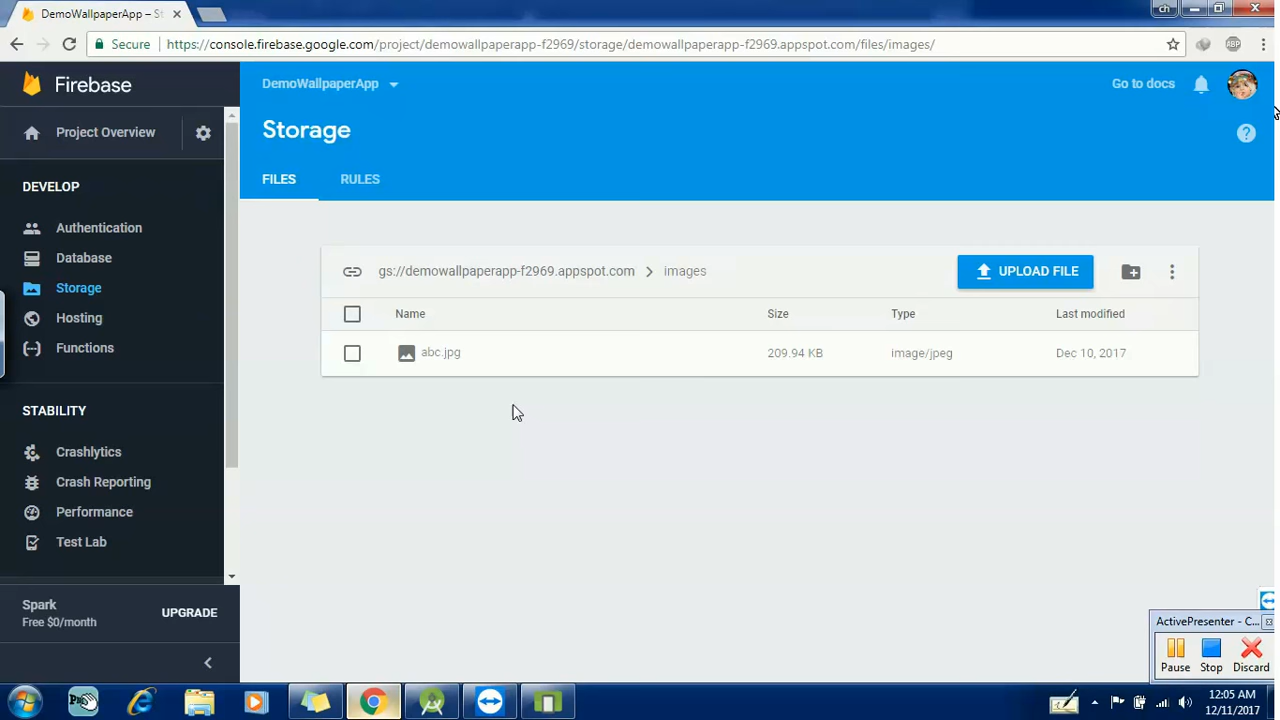 DemoWallpaperApp – St
ch
Secure
https://console.firebase.google.com/project/demowallpaperapp-f2969/storage/demowallpaperapp-f2969.appspot.com/files/images/
ABP
Firebase
DemoWallpaperApp
Go to docs
Project Overview
Storage
?
FILES
RULES
DEVELOP
Authentication
Database
Storage
Hosting
Functions
gs://demowallpaperapp-f2969.appspot.com
images
UPLOAD FILE
Name
Size
Type
Last modified
abc.jpg
209.94 KB
image/jpeg
Dec 10, 2017
STABILITY
Crashlytics
Crash Reporting
Performance
Test Lab
Spark
Free $0/month
UPGRADE
ActivePresenter - C...
Pause
Stop
Discard
12:05 AM
12/11/2017